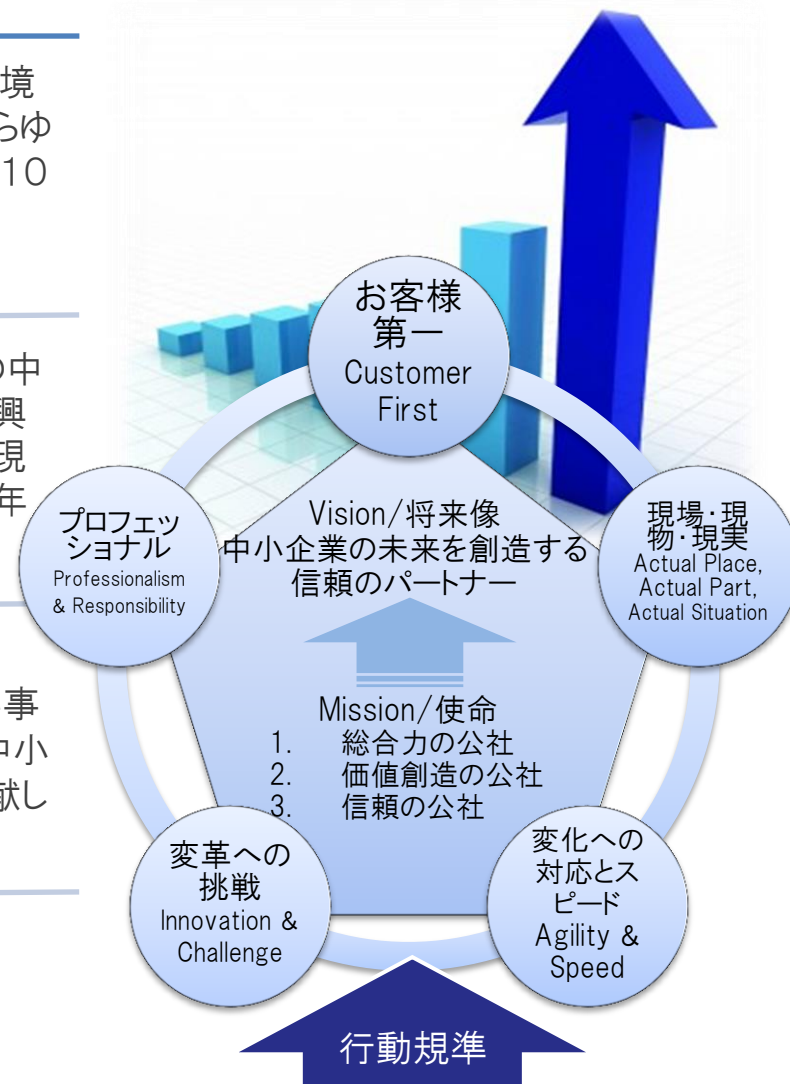 境
らゆ
10
の中
興
現
年
事
中小
献し
お客様
第一
Customer
First
プロフェッ
ショナル
Professionalism
& Responsibility
Vision/将来像
中小企業の未来を創造する
信頼のパートナー
現場・現
物・現実
Actual Place,
Actual Part,
Actual Situation
Mission/使命
1. 総合力の公社
2. 価値創造の公社
3. 信頼の公社
変革への
挑戦
Innovation &
Challenge
変化への
対応とス
ピード
Agility &
Speed
行動規準